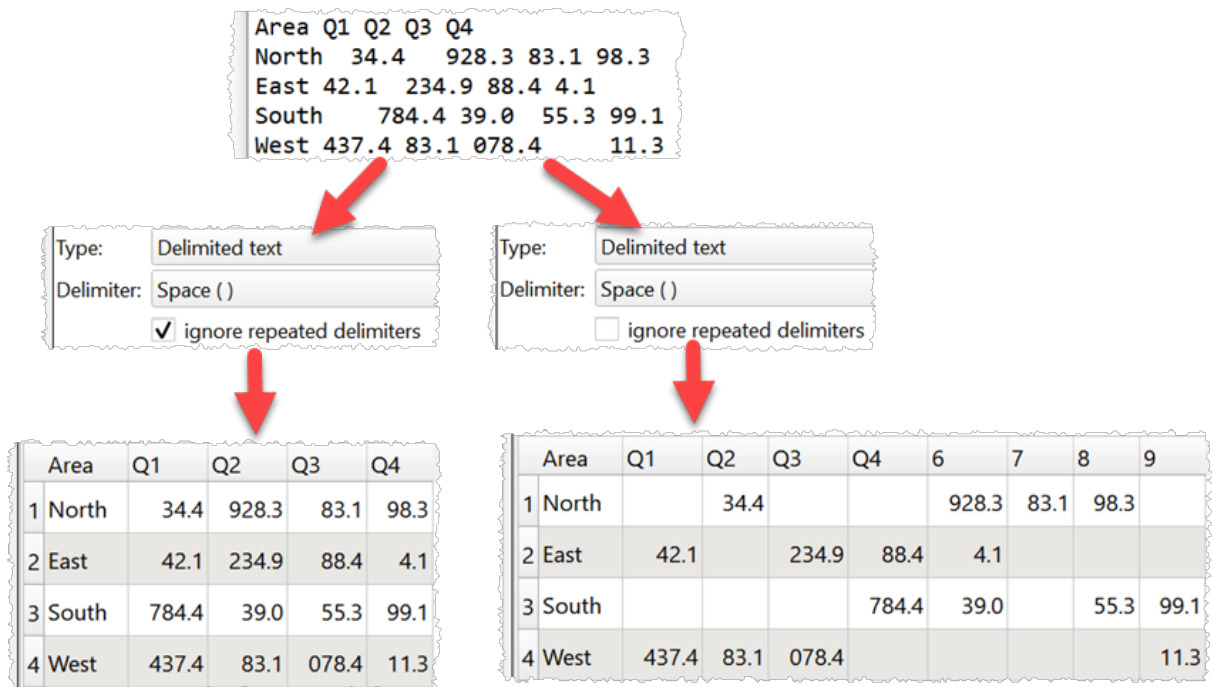 Area Q1 Q2 Q3 Q4
North  34.4   928.3 83.1 98.3
East 42.1  234.9 88.4 4.1
South    784.4 39.0  55.3 99.1
West 437.4 83.1 078.4     11.3
Type: Delimited text
Delimiter: Space ( )
ignore repeated delimiters
Type: Delimited text
Delimiter: Space ( )
ignore repeated delimiters
Area Q1 Q2 Q3 Q4
1 North 34.4 928.3 83.1 98.3
2 East 42.1 234.9 88.4 4.1
3 South 784.4 39.0 55.3 99.1
4 West 437.4 83.1 078.4 11.3
Area Q1 Q2 Q3 Q4 6 7 8 9
1 North 34.4 928.3 83.1 98.3
2 East 42.1 234.9 88.4 4.1
3 South 784.4 39.0 55.3 99.1
4 West 437.4 83.1 078.4 11.3